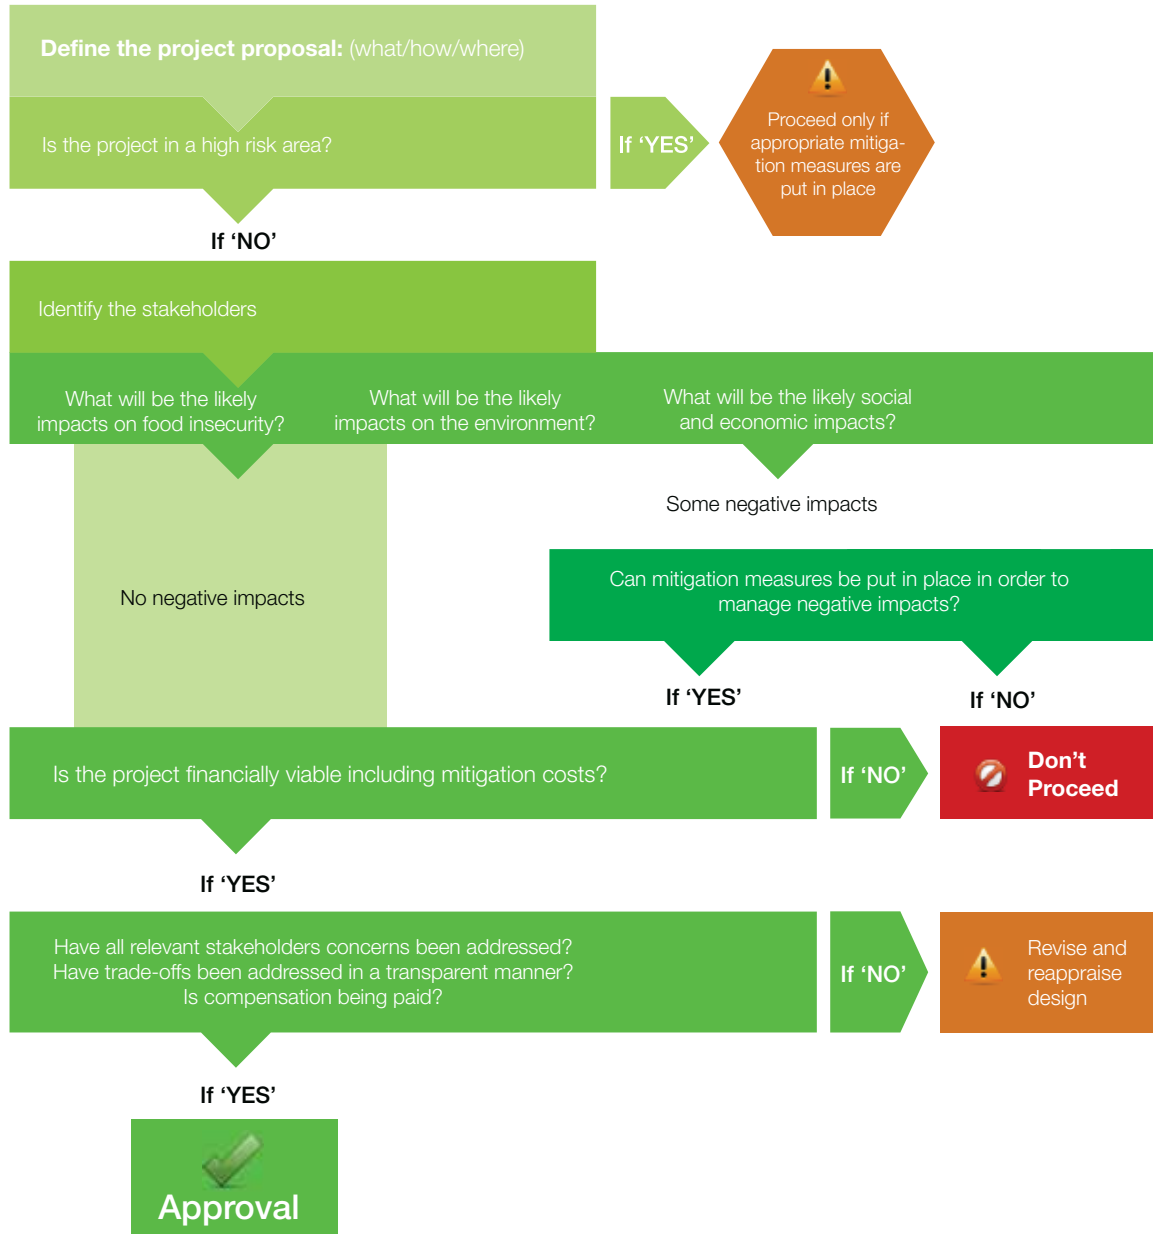 Define the project proposal: (what/how/where)
Is the project in a high risk area?
If ‘YES’
Proceed only if
appropriate mitiga-
tion measures are
put in place
If ‘NO’
Identify the stakeholders
What will be the likely
impacts on food insecurity?
What will be the likely
impacts on the environment?
What will be the likely social
and economic impacts?
Some negative impacts
No negative impacts
Can mitigation measures be put in place in order to
manage negative impacts?
If ‘YES’
If ‘NO’
Is the project financially viable including mitigation costs?
If ‘NO’
Don’t
Proceed
If ‘YES’
Have all relevant stakeholders concerns been addressed?
Have trade-offs been addressed in a transparent manner?
Is compensation being paid?
If ‘NO’
Revise and
reappraise
design
If ‘YES’
Approval